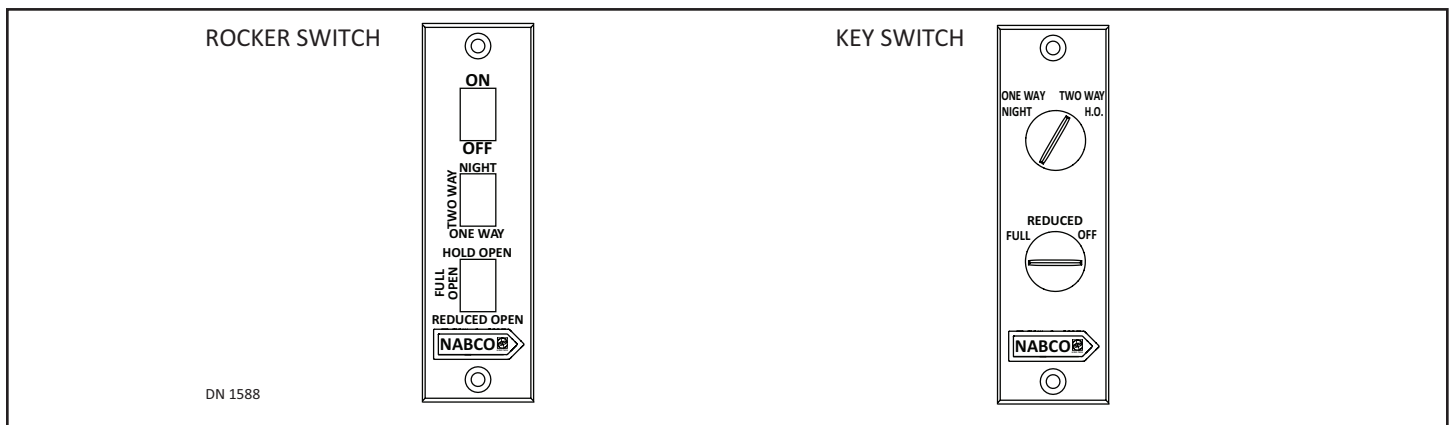 ROCKER SWITCH
ON
OFF
NIGHT
TWO WAY
ONE WAY
HOLD OPEN
FULL
OPEN
REDUCED OPEN
NABCO
DN 1588
KEY SWITCH
ONE WAY TWO WAY
NIGHT H.O.
REDUCED
FULL OFF
NABCO